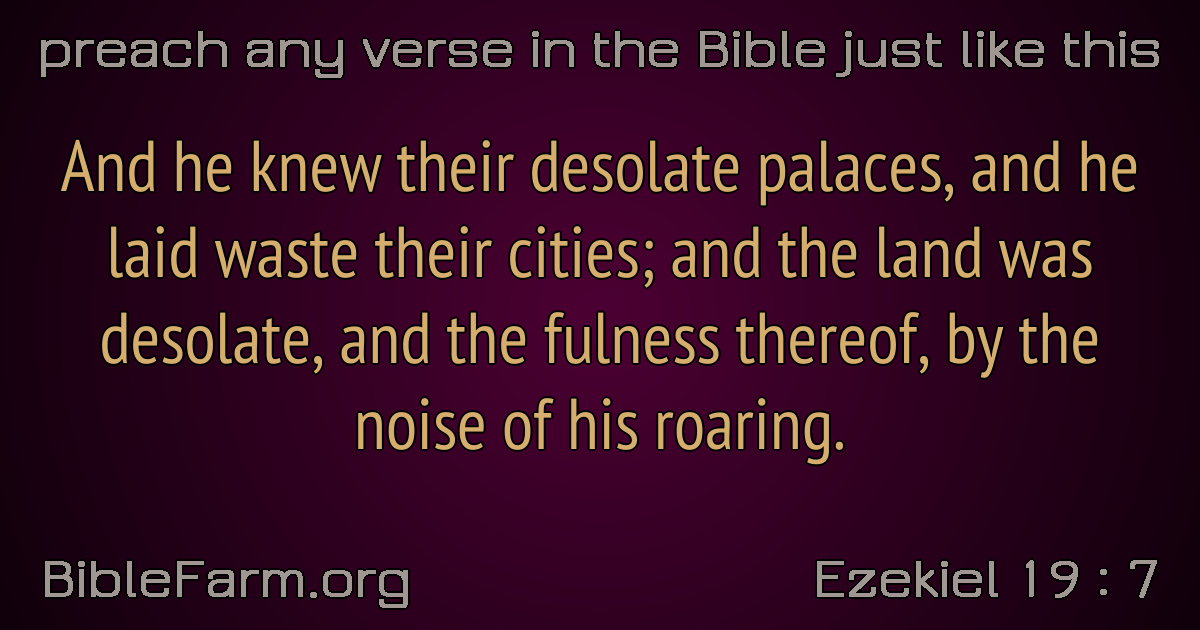 preach any verse in the Bible just like this
And he knew their desolate palaces, and he
laid waste their cities; and the land was
desolate, and the fulness thereof, by the
noise of his roaring.
BibleFarm.org
Ezekiel 19 : 7